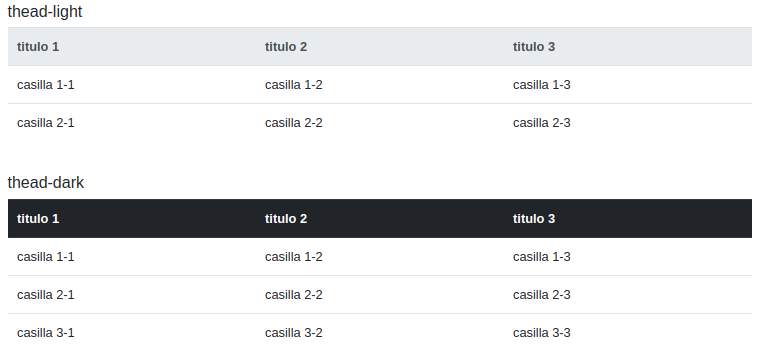 thead-light
titulo 1 titulo 2 titulo 3
casilla 1-1 casilla 1-2 casilla 1-3
casilla 2-1 casilla 2-2 casilla 2-3
thead-dark
titulo 1 titulo 2 titulo 3
casilla 1-1 casilla 1-2 casilla 1-3
casilla 2-1 casilla 2-2 casilla 2-3
casilla 3-1 casilla 3-2 casilla 3-3